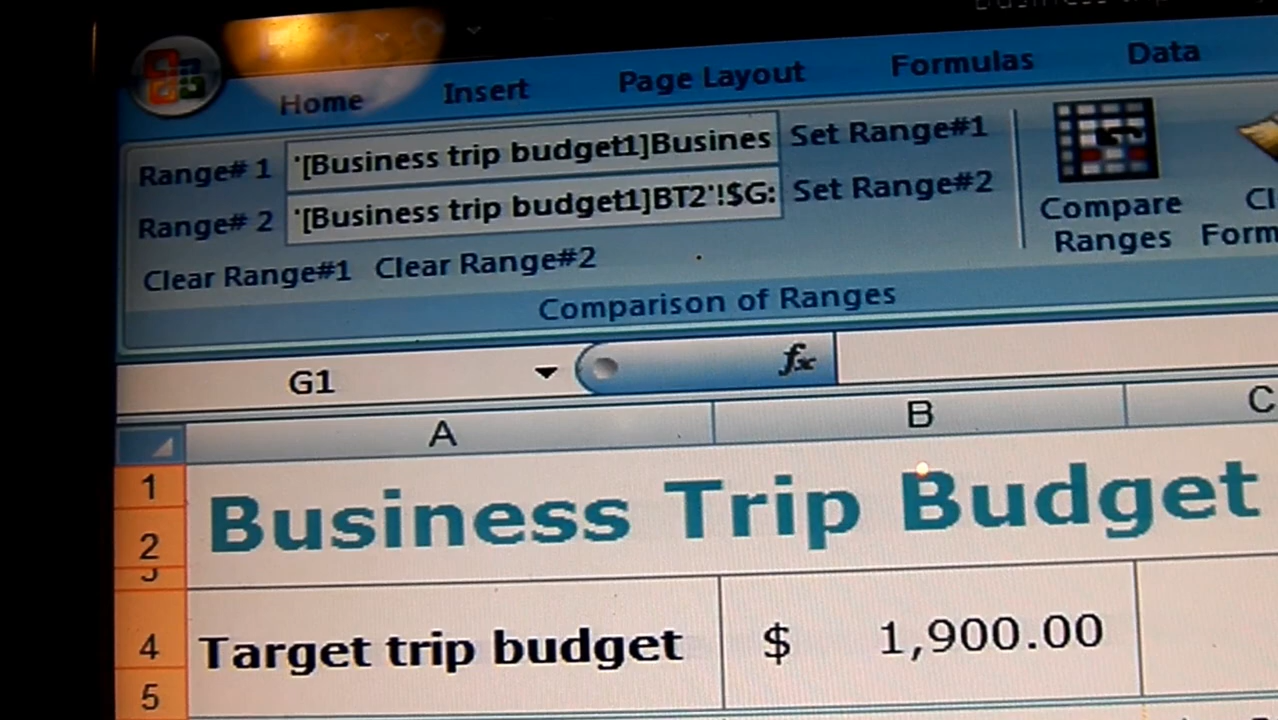 Home Insert Page Layout Formulas Data
Range# 1 '[Business trip budget1]Busines Set Range#1
Range# 2 '[Business trip budget1]BT2'!$G: Set Range#2
Clear Range#1 Clear Range#2
Compare
Ranges
Comparison of Ranges
G1 fx
A B C
1
2
Business Trip Budget
3
4 Target trip budget $ 1,900.00
5